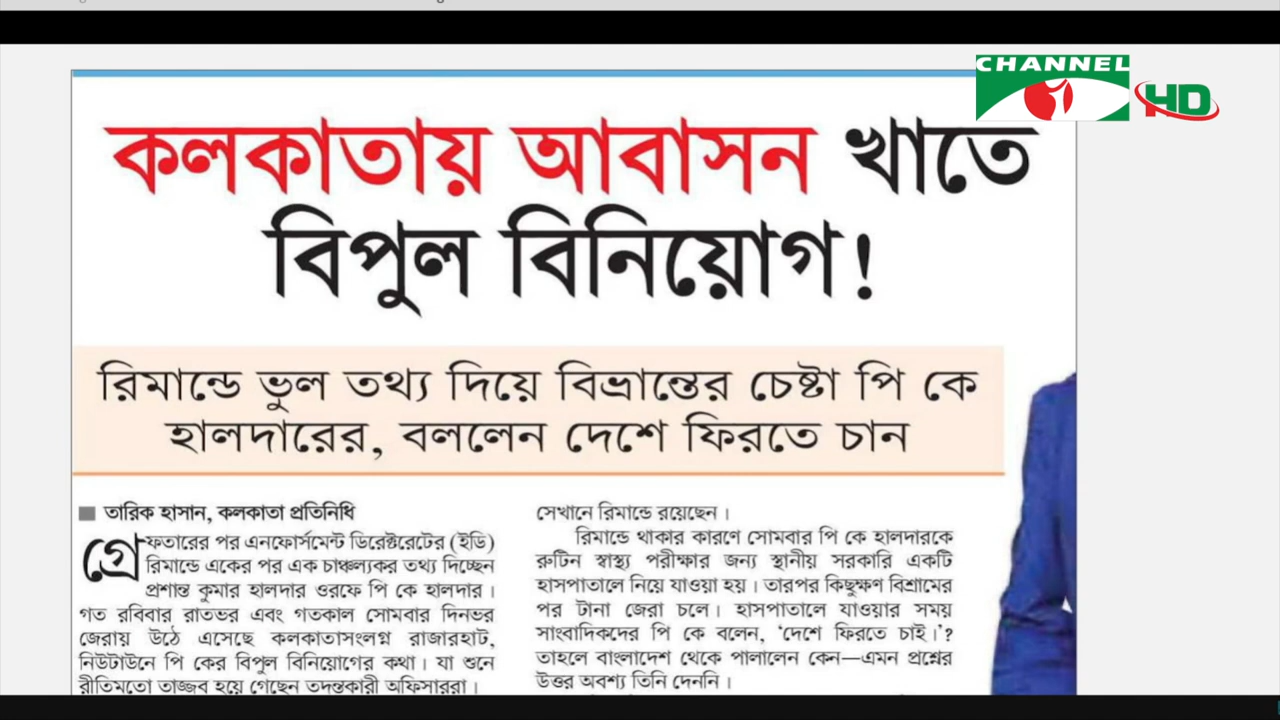 CHANNEL
HD
কলকাতায় আবাসন খাতে
বিপুল বিনিয়োগ!
রিমান্ডে ভুল তথ্য দিয়ে বিভ্রান্তের চেষ্টা পি কে
হালদারের, বললেন দেশে ফিরতে চান
তারিক হাসান, কলকাতা প্রতিনিধি
গ্রেফতারের পর এনফোর্সমেন্ট ডিরেক্টরেটের (ইডি)
রিমান্ডে একের পর এক চাঞ্চল্যকর তথ্য দিচ্ছেন
প্রশান্ত কুমার হালদার ওরফে পি কে হালদার।
গত রবিবার রাতভর এবং গতকাল সোমবার দিনভর
জেরায় উঠে এসেছে কলকাতাসংলগ্ন রাজারহাট,
নিউটাউনে পি কের বিপুল বিনিয়োগের কথা। যা শুনে
রীতিমতো তাজ্জব হয়ে গেছেন তদন্তকারী অফিসাররা।
সেখানে রিমান্ডে রয়েছেন।
রিমান্ডে থাকার কারণে সোমবার পি কে হালদারকে
রুটিন স্বাস্থ্য পরীক্ষার জন্য স্থানীয় সরকারি একটি
হাসপাতালে নিয়ে যাওয়া হয়। তারপর কিছুক্ষণ বিশ্রামের
পর টানা জেরা চলে। হাসপাতালে যাওয়ার সময়
সাংবাদিকদের পি কে বলেন, ‘দেশে ফিরতে চাই।’?
তাহলে বাংলাদেশ থেকে পালালেন কেন—এমন প্রশ্নের
উত্তর অবশ্য তিনি দেননি।